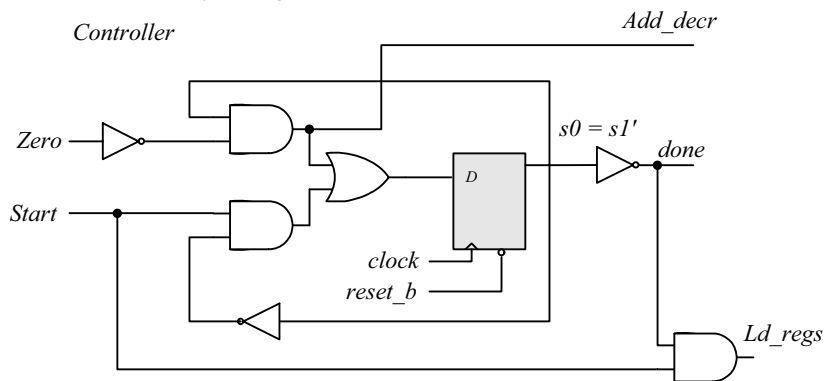 Controller
Add_decr
Zero
s0 = s1'
done
D
Start
clock
reset_b
Ld_regs